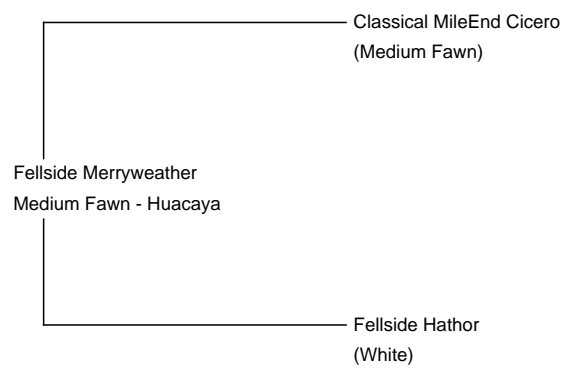 Classical MileEnd Cicero
(Medium Fawn)
Fellside Merryweather
Medium Fawn - Huacaya
Fellside Hathor
(White)